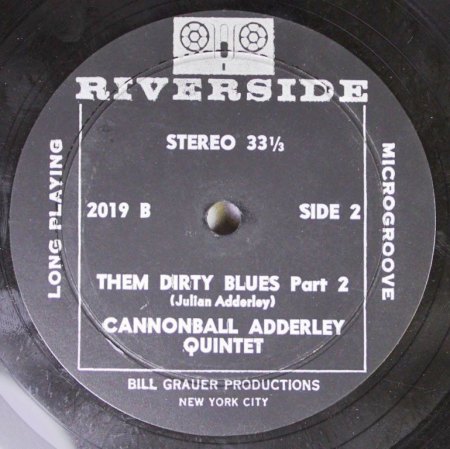 RIVERSIDE
STEREO 33⅓
2019 B SIDE 2
LONG PLAYING
MICROGROOVE
THEM DIRTY BLUES Part 2
(Julian Adderley)
CANNONBALL ADDERLEY
QUINTET
BILL GRAUER PRODUCTIONS
NEW YORK CITY